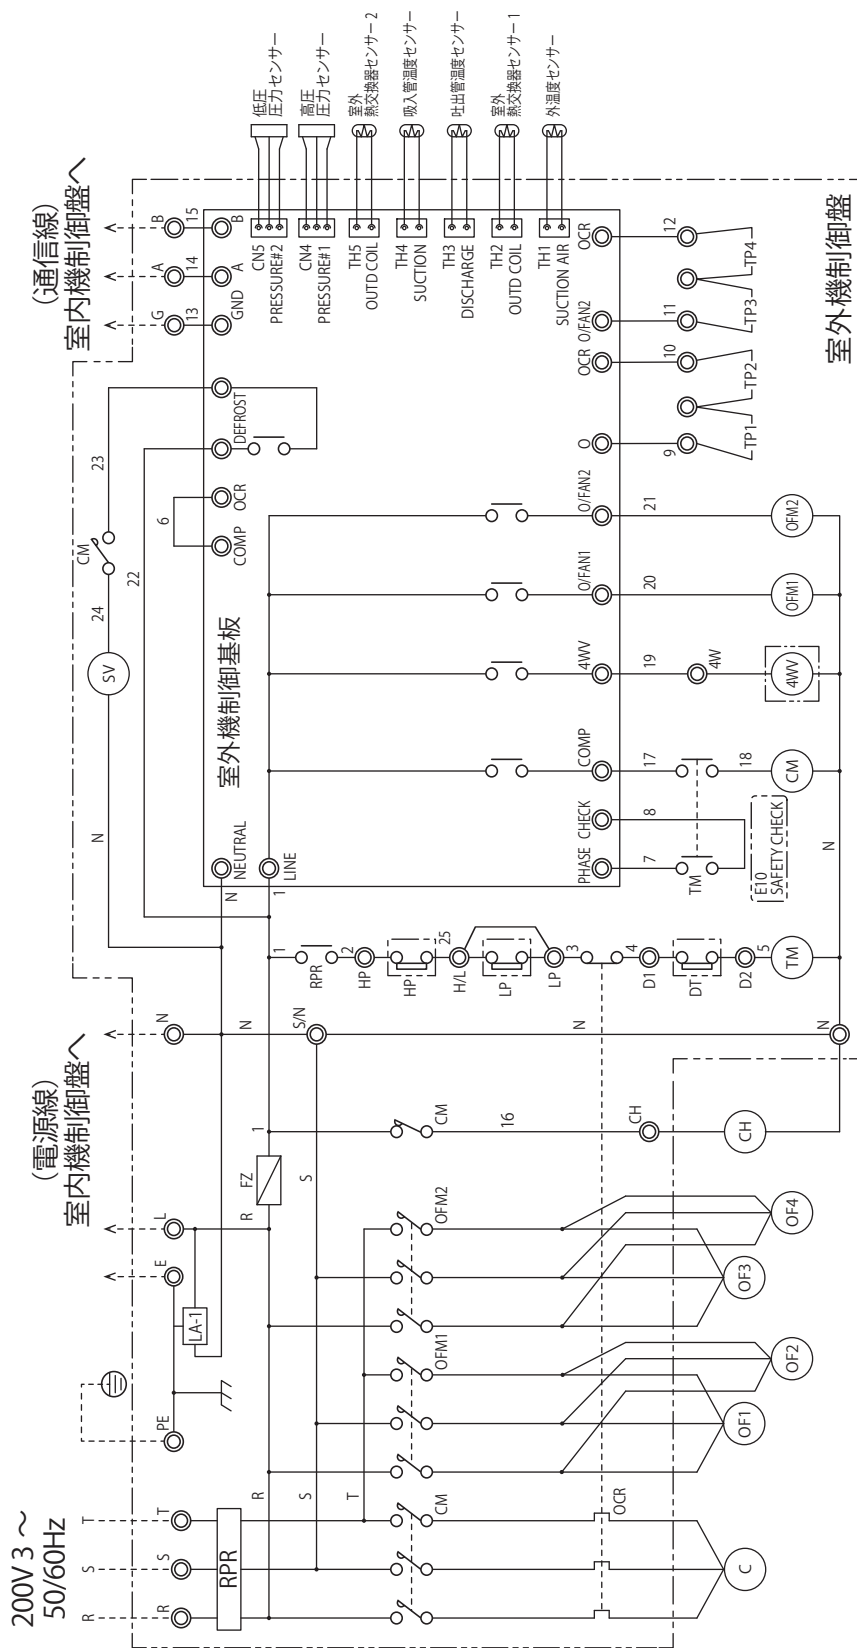 200V 3 ～
50/60Hz
R
S
T
R
S
T
RPR
PE
E
L
N
(電源線)
室内機制御盤へ
LA-1
R
S
T
R
FZ
1
S
N
S/N
CM
OFM1
OFM2
CM
16
CH
CH
OCR
C
OF1
OF2
OF3
OF4
N
N
1
RPR
2
HP
HP
25
H/L
LP
LP
3
4
D1
DT
D2
5
TM
N
N
SV
24
CM
23
22
N
NEUTRAL
1
LINE
室外機制御基板
6
COMP
OCR
DEFROST
(通信線)
室内機制御盤へ
G
A
B
13
14
15
GND
A
B
CN5
PRESSURE#2
低圧
圧力センサー
CN4
PRESSURE#1
高圧
圧力センサー
TH5
OUTD COIL
室外
熱交換器センサー 2
TH4
SUCTION
吸入管温度センサー
TH3
DISCHARGE
吐出管温度センサー
TH2
OUTD COIL
室外
熱交換器センサー 1
TH1
SUCTION AIR
外温度センサー
PHASE
CHECK
COMP
4WV
O/FAN1
O/FAN2
O
OCR
O/FAN2
OCR
7
8
17
19
20
21
9
10
11
12
TM
18
4W
E10
SAFETY CHECK
CM
4WV
OFM1
OFM2
TP1
TP2
TP3
TP4
室外機制御盤